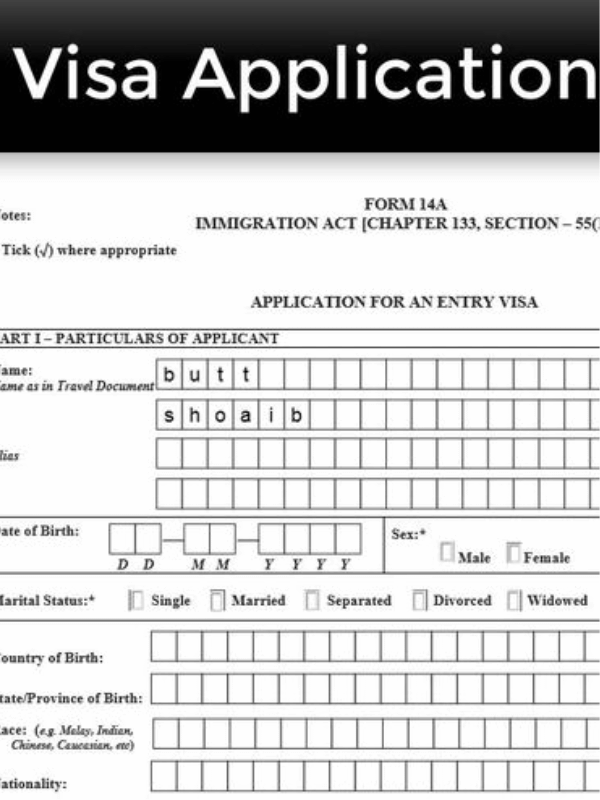 Visa Application
FORM 14A
otes:
IMMIGRATION ACT [CHAPTER 133, SECTION – 55(
Tick (√) where appropriate
APPLICATION FOR AN ENTRY VISA
ART I – PARTICULARS OF APPLICANT
ame:
ame as in Travel Document
butt
shoaib
lias
ate of Birth:
D D M M Y Y Y Y
Sex:*
Male Female
arital Status:* Single Married Separated Divorced Widowed
ountry of Birth:
tate/Province of Birth:
ace: (e.g. Malay, Indian,
Chinese, Caucasian, etc)
ationality: